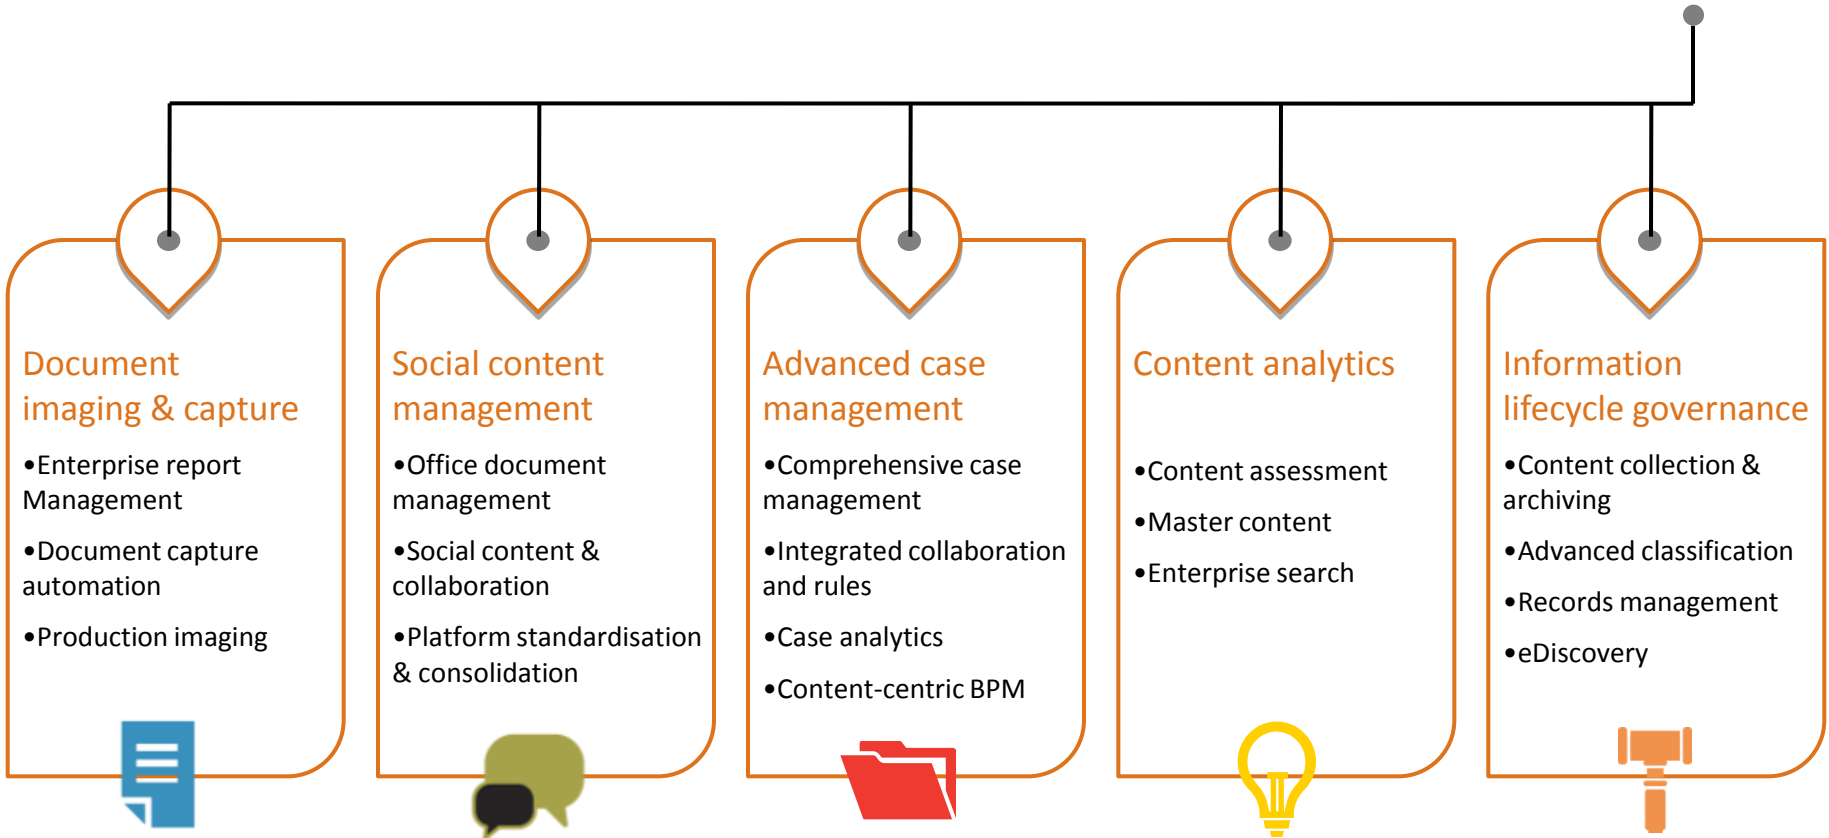 Document
imaging & capture
•Enterprise report
Management
•Document capture
automation
•Production imaging
Social content
management
•Office document
management
•Social content &
collaboration
•Platform standardisation
& consolidation
Advanced case
management
•Comprehensive case
management
•Integrated collaboration
and rules
•Case analytics
•Content-centric BPM
Content analytics
•Content assessment
•Master content
•Enterprise search
Information
lifecycle governance
•Content collection &
archiving
•Advanced classification
•Records management
•eDiscovery